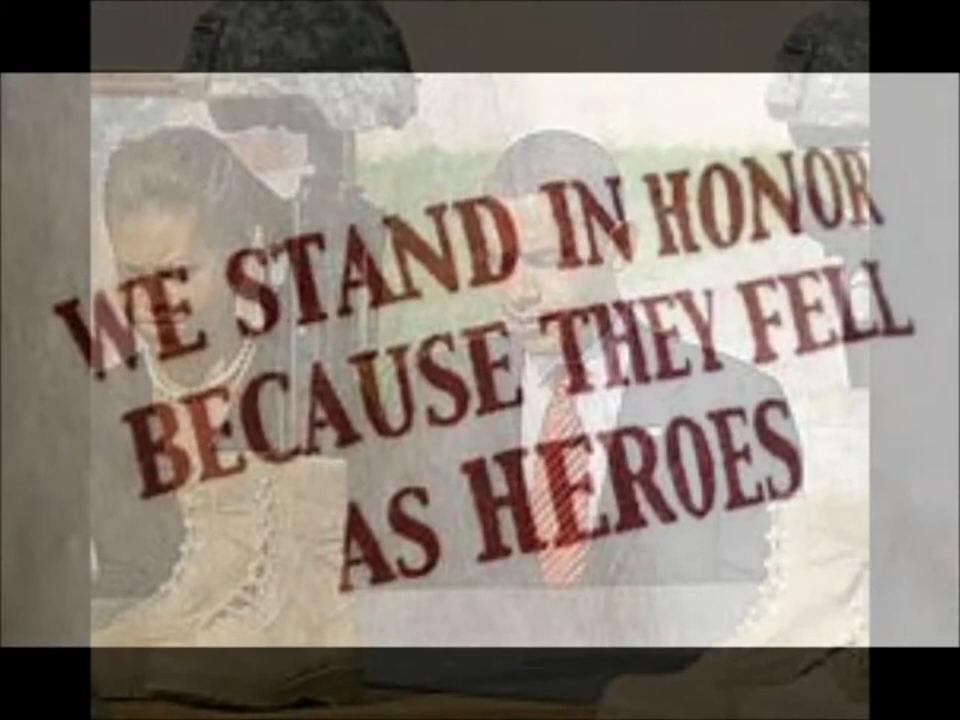 WE STAND IN HONOR
BECAUSE THEY FELL
AS HEROES